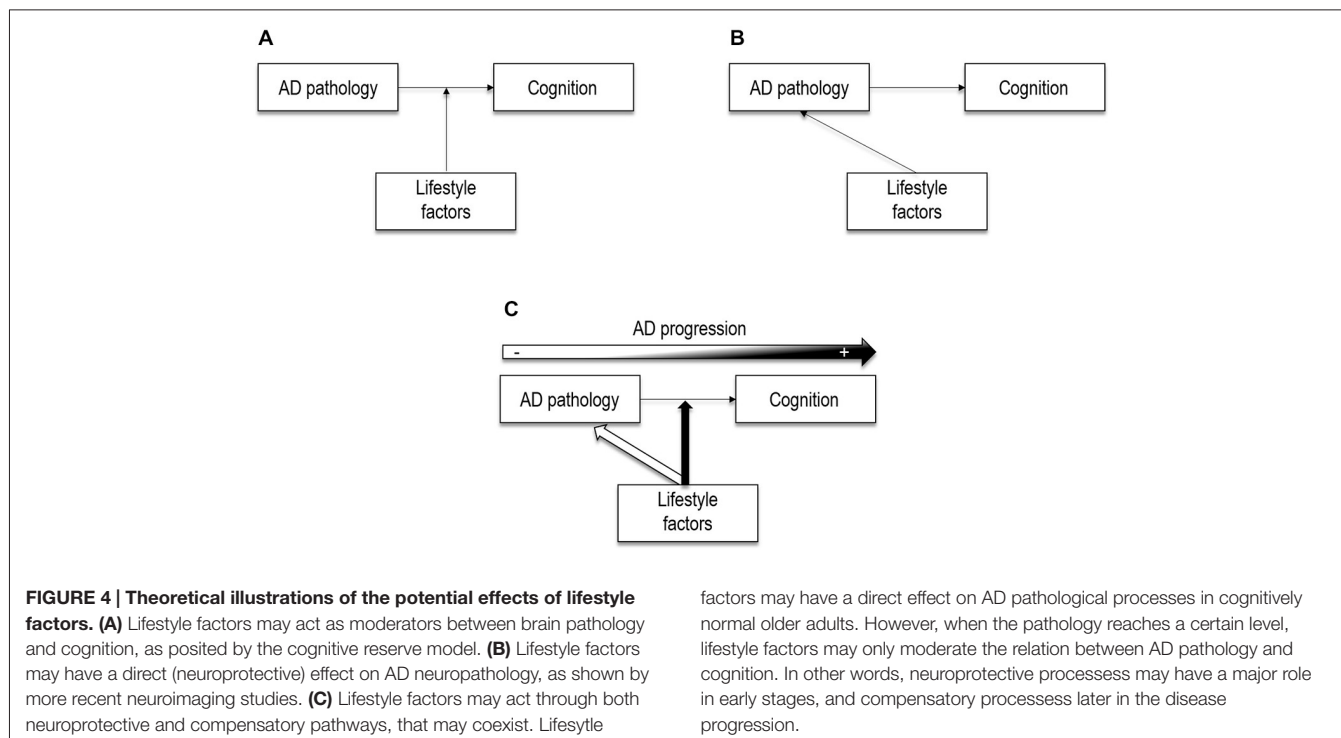 A
AD pathology
Cognition
Lifestyle
factors
B
AD pathology
Cognition
Lifestyle
factors
C
AD progression
-
+
AD pathology
Cognition
Lifestyle
factors
FIGURE 4 | Theoretical illustrations of the potential effects of lifestyle
factors. (A) Lifestyle factors may act as moderators between brain pathology
and cognition, as posited by the cognitive reserve model. (B) Lifestyle factors
may have a direct (neuroprotective) effect on AD neuropathology, as shown by
more recent neuroimaging studies. (C) Lifestyle factors may act through both
neuroprotective and compensatory pathways, that may coexist. Lifesytle
factors may have a direct effect on AD pathological processes in cognitively
normal older adults. However, when the pathology reaches a certain level,
lifestyle factors may only moderate the relation between AD pathology and
cognition. In other words, neuroprotective processess may have a major role
in early stages, and compensatory processess later in the disease
progression.